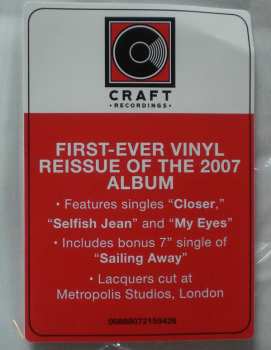 CRAFT
• RECORDINGS •
FIRST-EVER VINYL
REISSUE OF THE 2007
ALBUM
• Features singles “Closer,”
“Selfish Jean” and “My Eyes”
• Includes bonus 7” single of
“Sailing Away”
• Lacquers cut at
Metropolis Studios, London